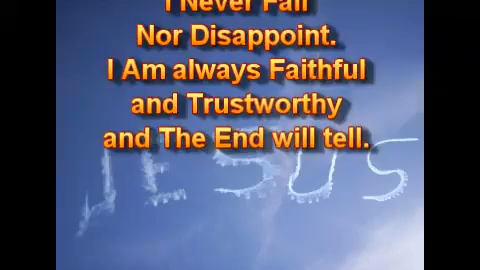 I Never Fail
Nor Disappoint.
I Am always Faithful
and Trustworthy
and The End will tell.
JESUS